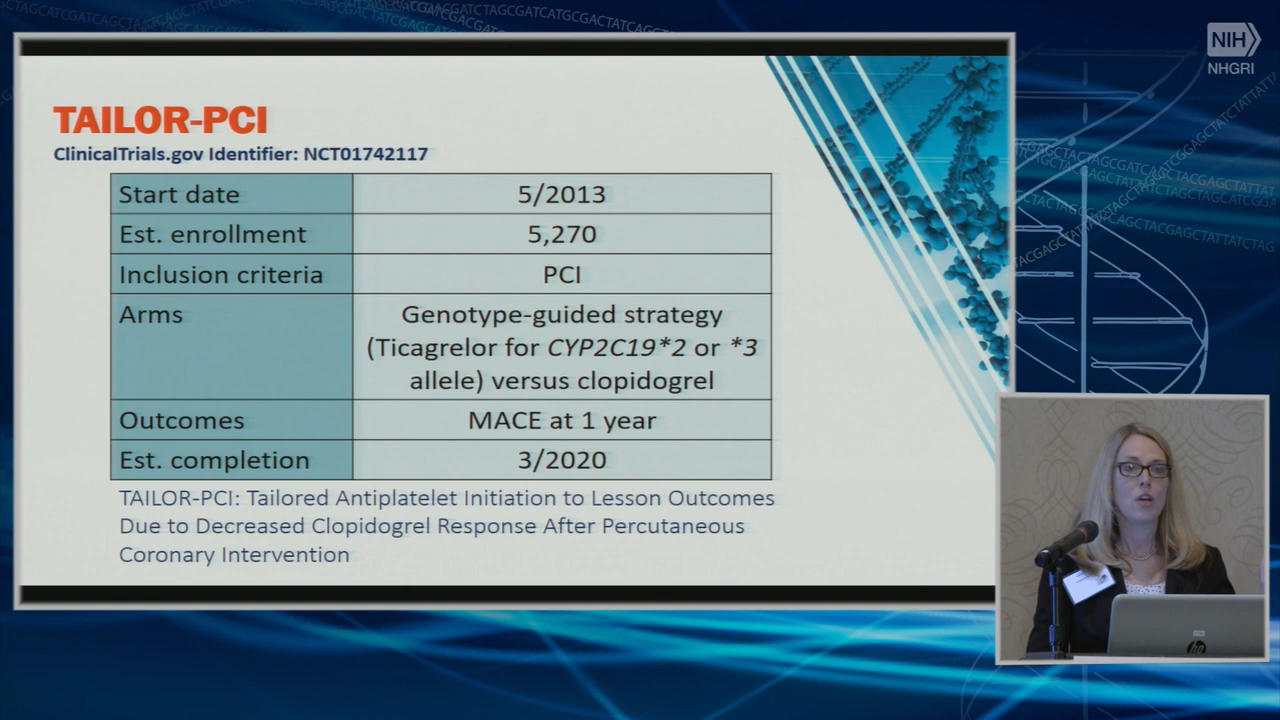 NIH
NHGRI
TAILOR-PCI
ClinicalTrials.gov Identifier: NCT01742117
Start date 5/2013
Est. enrollment 5,270
Inclusion criteria PCI
Arms Genotype-guided strategy
(Ticagrelor for CYP2C19*2 or *3
allele) versus clopidogrel
Outcomes MACE at 1 year
Est. completion 3/2020
TAILOR-PCI: Tailored Antiplatelet Initiation to Lesson Outcomes
Due to Decreased Clopidogrel Response After Percutaneous
Coronary Intervention
hp